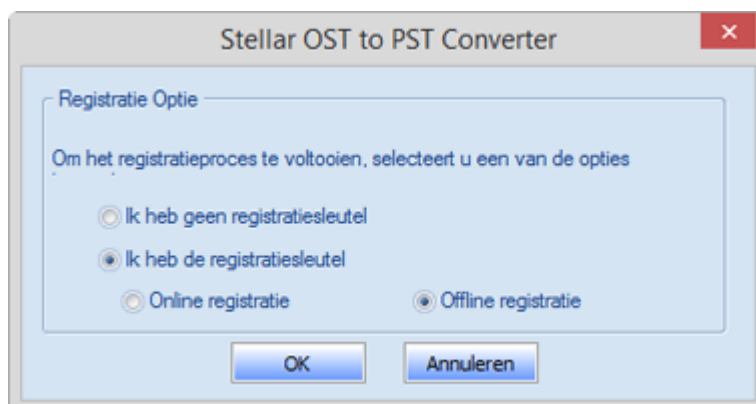 Stellar OST to PST Converter
Registratie Optie
Om het registratieproces te voltooien, selecteert u een van de opties
Ik heb geen registratiesleutel
Ik heb de registratiesleutel
Online registratie
Offline registratie
OK
Annuleren